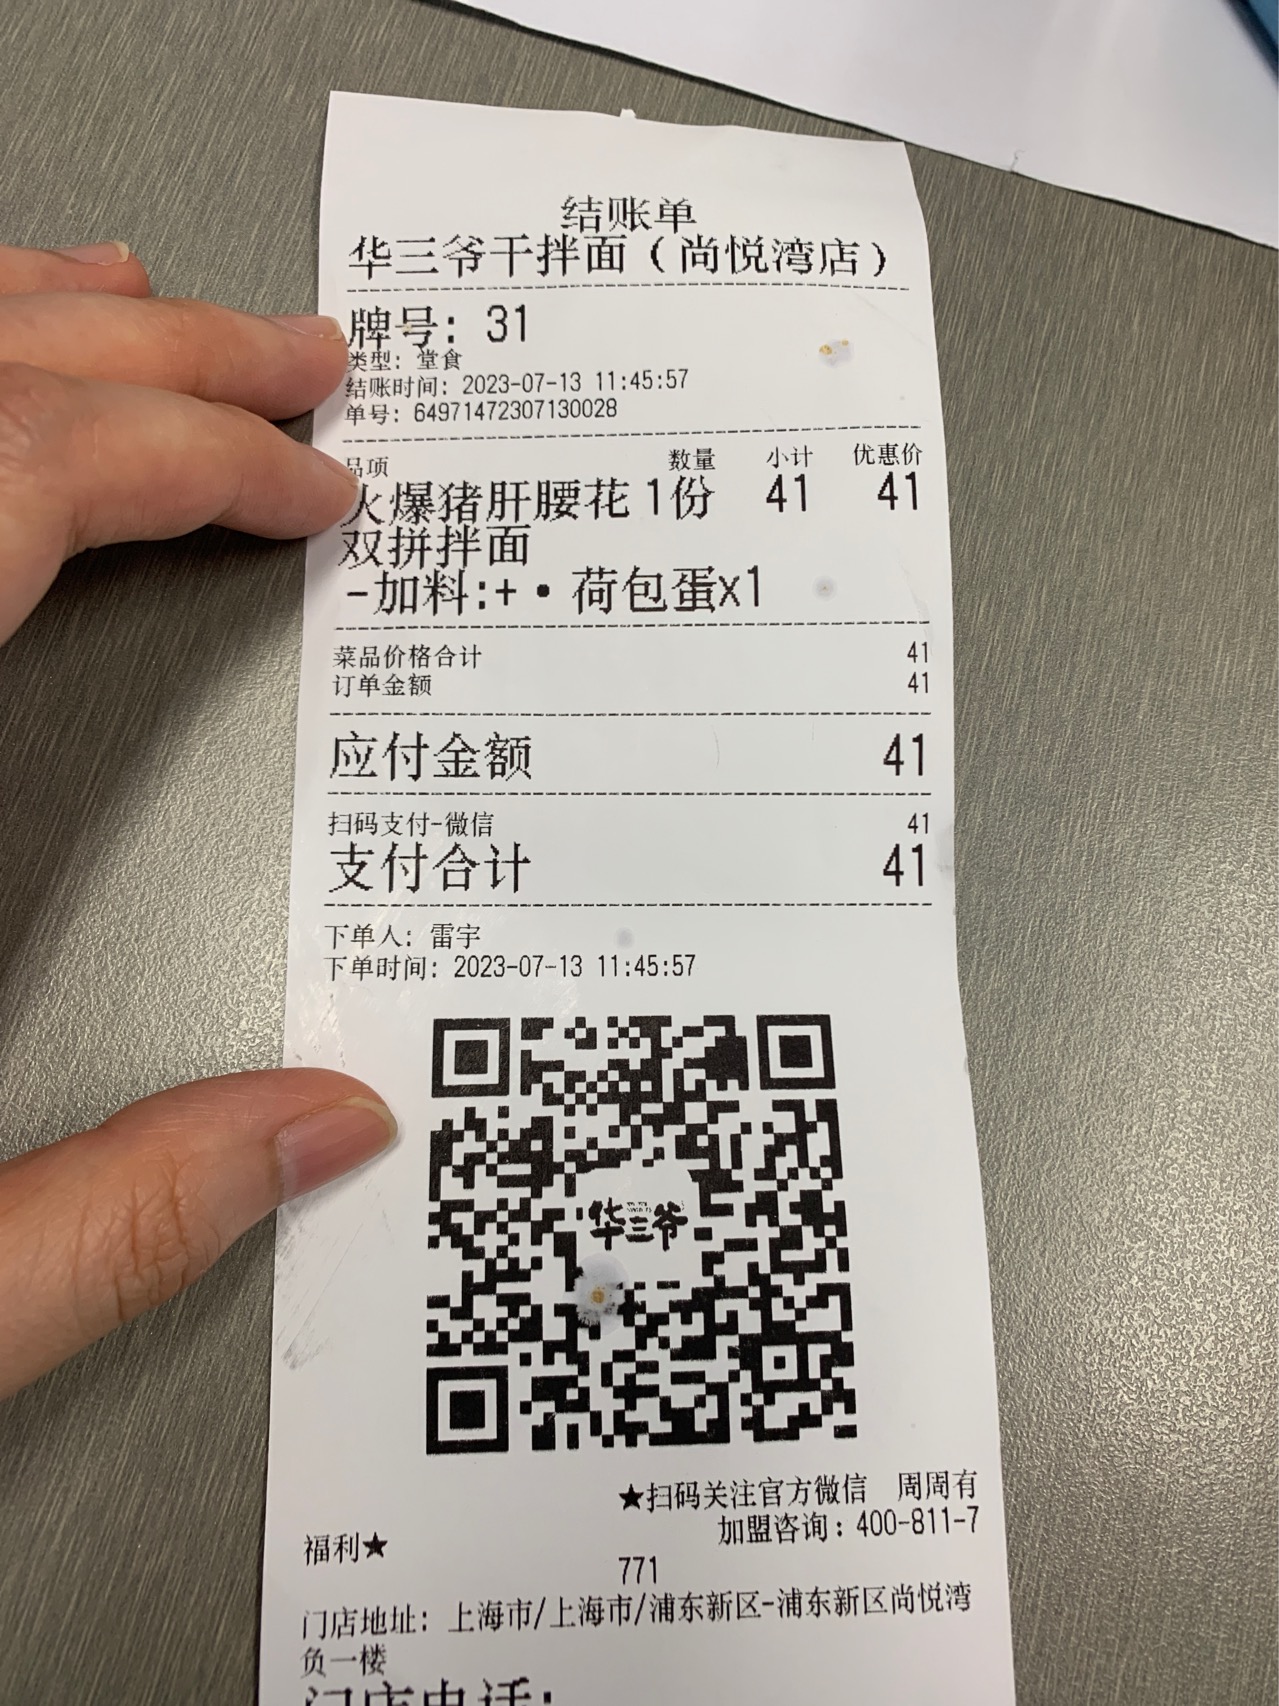 结账单
华三爷干拌面（尚悦湾店）
牌号：31
类型：堂食
结账时间：2023-07-13 11:45:57
单号：64971472307130028
品项 数量 小计 优惠价
火爆猪肝腰花 1份 41 41
双拼拌面
-加料:+·荷包蛋x1
菜品价格合计 41
订单金额 41
应付金额 41
扫码支付-微信 41
支付合计 41
下单人：雷宇
下单时间：2023-07-13 11:45:57
华三爷
★扫码关注官方微信 周周有
福利★ 加盟咨询：400-811-7
771
门店地址：上海市/上海市/浦东新区-浦东新区尚悦湾
负一楼
门店电话：